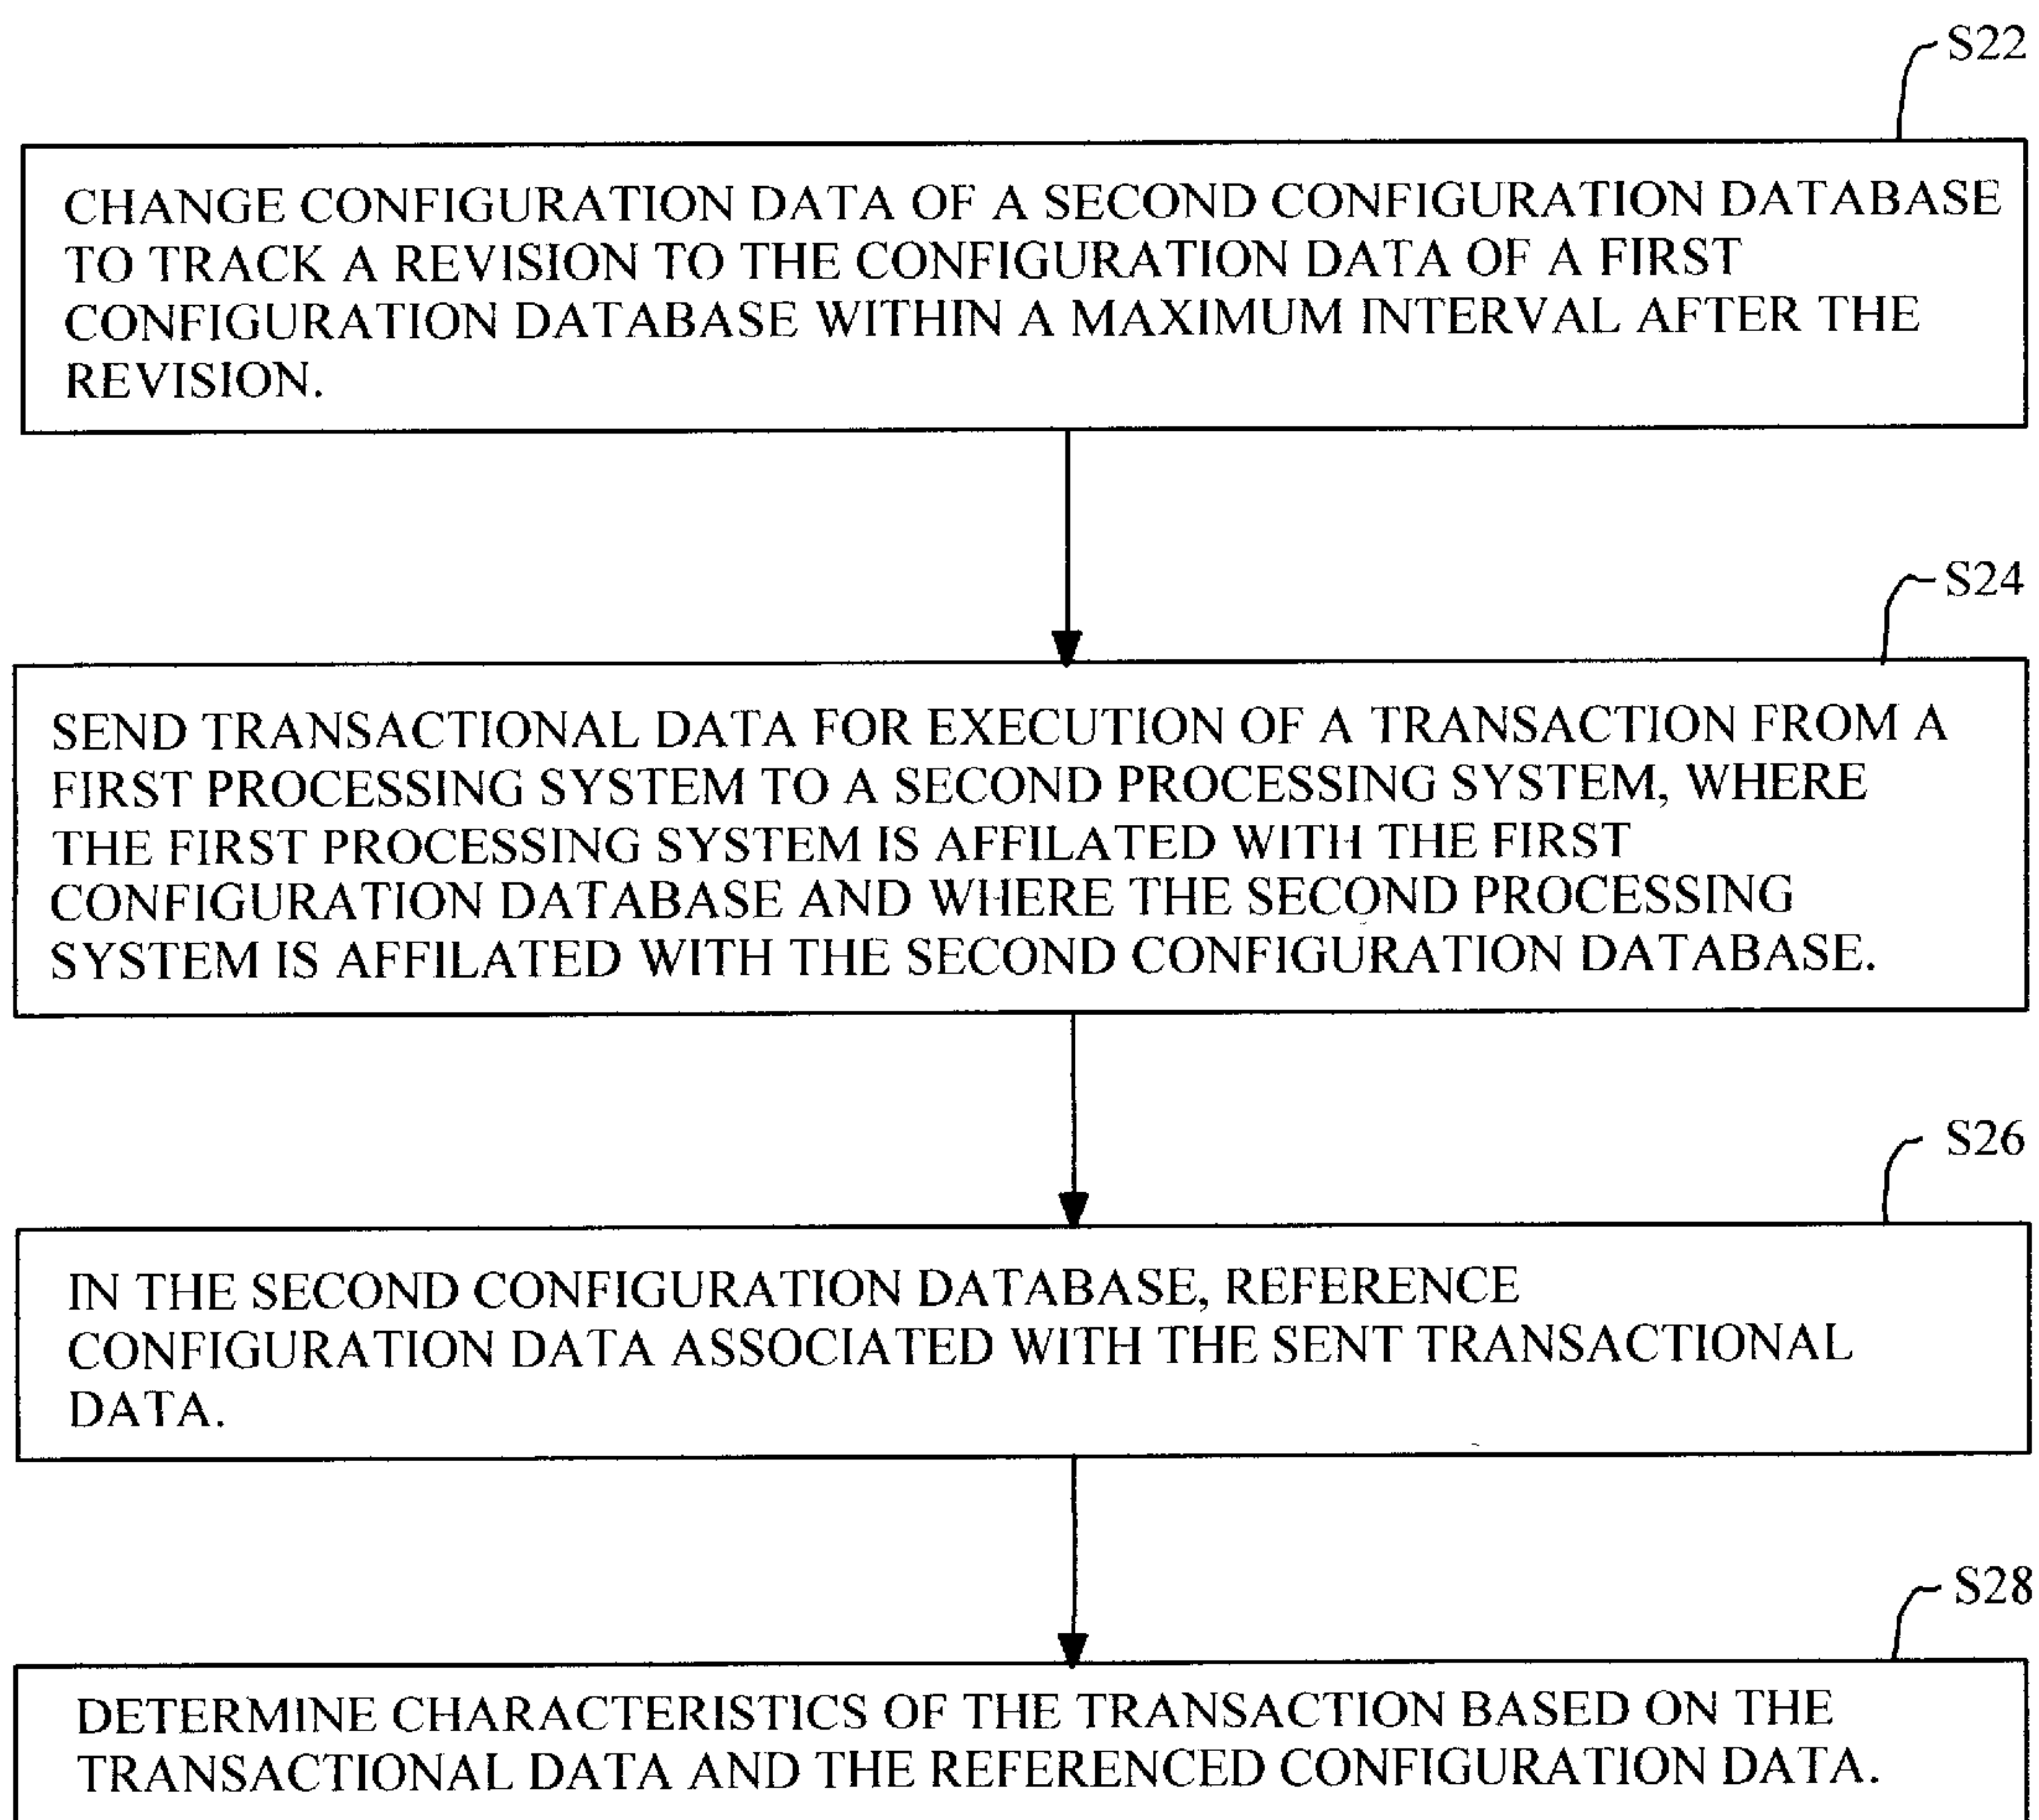 S22
CHANGE CONFIGURATION DATA OF A SECOND CONFIGURATION DATABASE
TO TRACK A REVISION TO THE CONFIGURATION DATA OF A FIRST
CONFIGURATION DATABASE WITHIN A MAXIMUM INTERVAL AFTER THE
REVISION.
S24
SEND TRANSACTIONAL DATA FOR EXECUTION OF A TRANSACTION FROM A
FIRST PROCESSING SYSTEM TO A SECOND PROCESSING SYSTEM, WHERE
THE FIRST PROCESSING SYSTEM IS AFFILATED WITH THE FIRST
CONFIGURATION DATABASE AND WHERE THE SECOND PROCESSING
SYSTEM IS AFFILATED WITH THE SECOND CONFIGURATION DATABASE.
S26
IN THE SECOND CONFIGURATION DATABASE, REFERENCE
CONFIGURATION DATA ASSOCIATED WITH THE SENT TRANSACTIONAL
DATA.
S28
DETERMINE CHARACTERISTICS OF THE TRANSACTION BASED ON THE
TRANSACTIONAL DATA AND THE REFERENCED CONFIGURATION DATA.